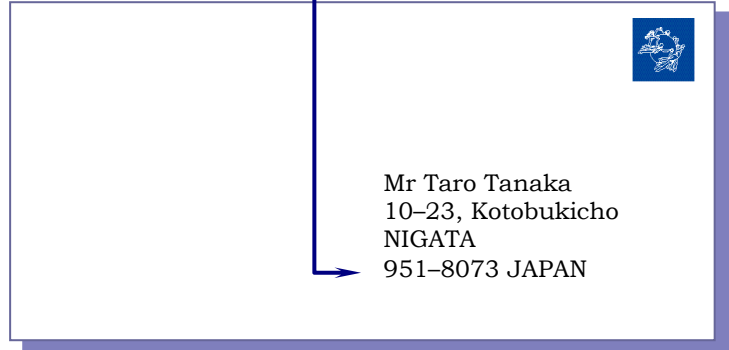 Mr Taro Tanaka
10–23, Kotobukicho
NIGATA
951–8073 JAPAN